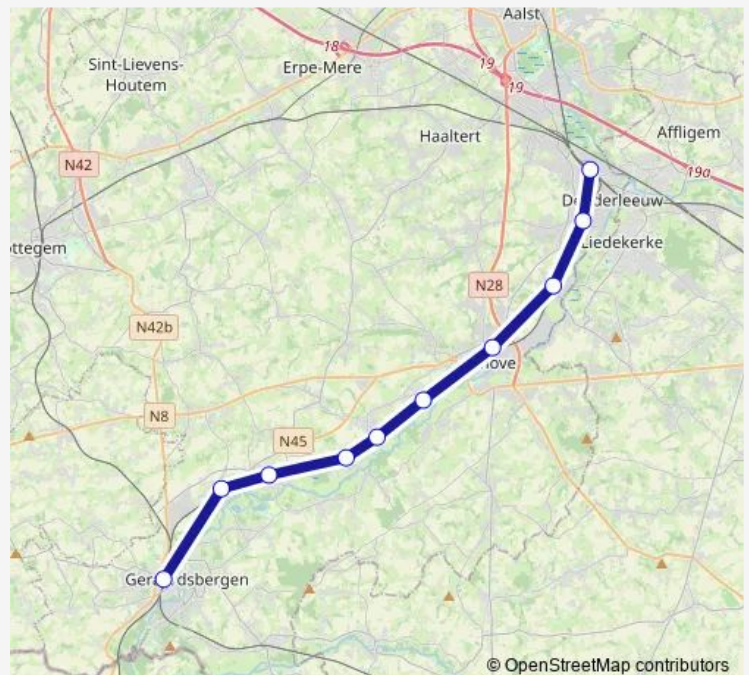 Aalst
18
Sint-Lievens-
Houtem
Erpe-Mere
19
19
Haaltert
Affligem
N42
19a
ottegem
Liedekerke
N28
N42b
N8
N45
© OpenStreetMap contributors